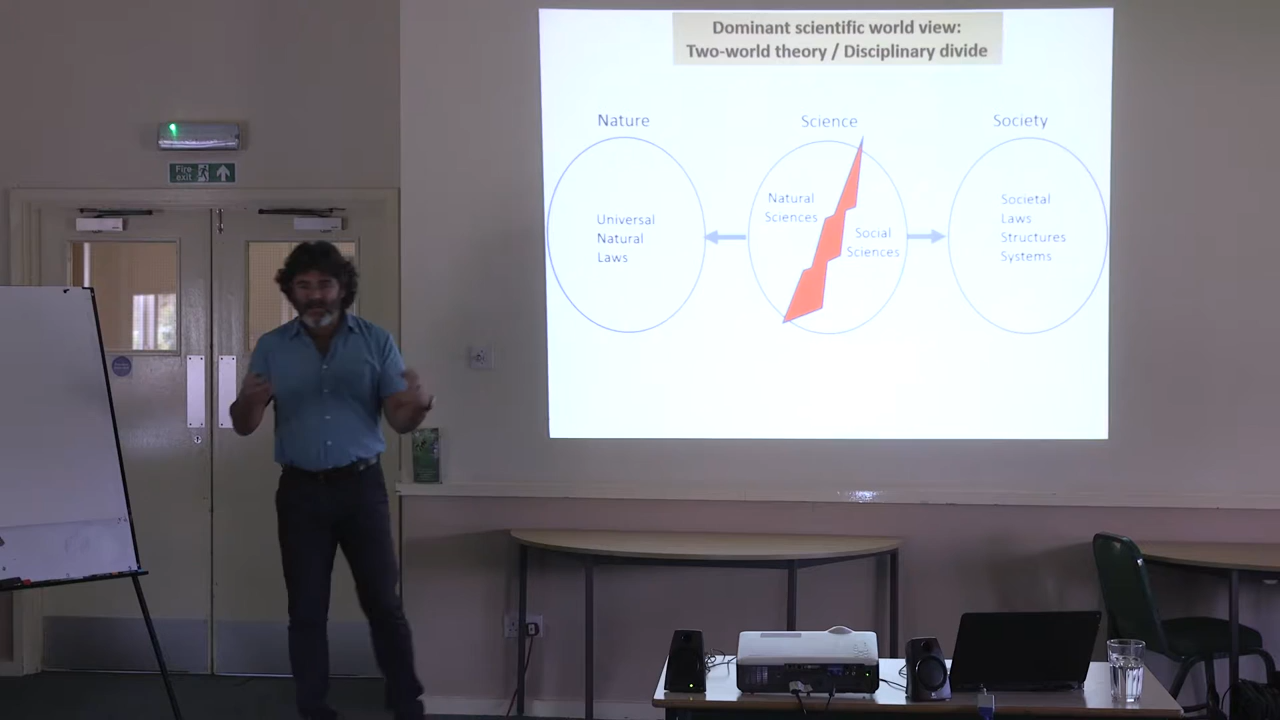 Dominant scientific world view:
Two-world theory / Disciplinary divide
Nature
Science
Society
Universal
Natural
Laws
Natural
Sciences
Social
Sciences
Societal
Laws
Structures
Systems
Fire
exit